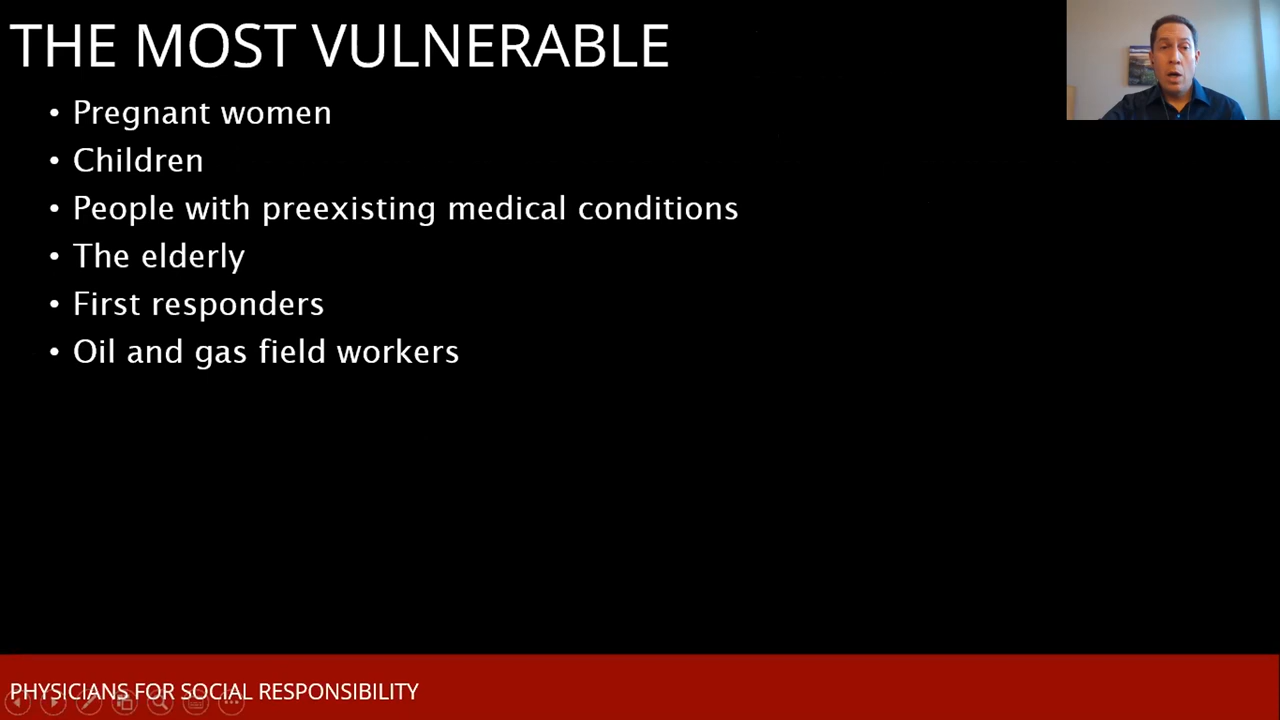 THE MOST VULNERABLE
• Pregnant women
• Children
• People with preexisting medical conditions
• The elderly
• First responders
• Oil and gas field workers
PHYSICIANS FOR SOCIAL RESPONSIBILITY